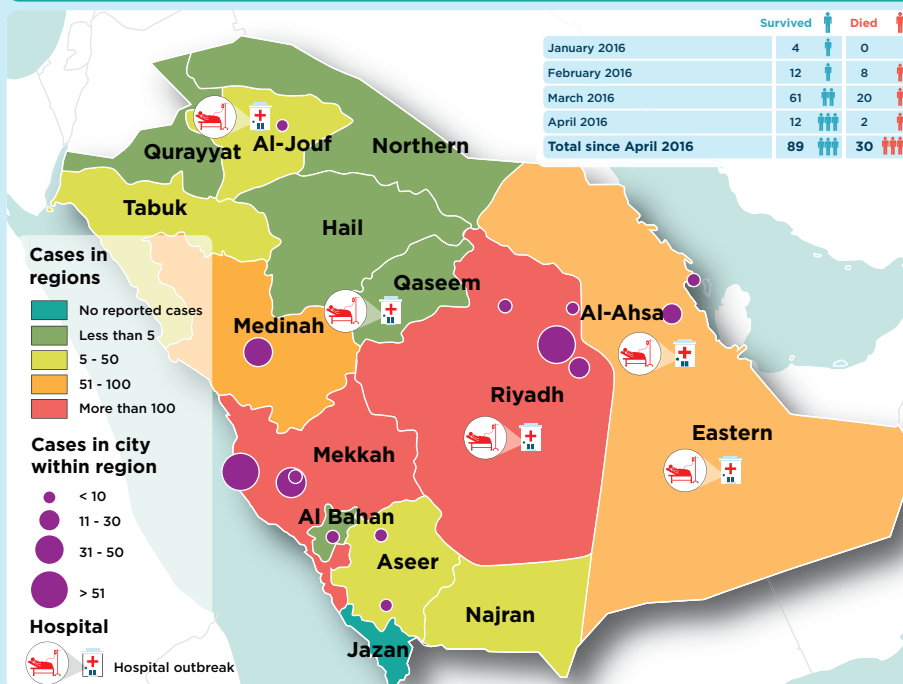 Survived Died
January 2016 4 0
February 2016 12 8
March 2016 61 20
April 2016 12 2
Total since April 2016 89 30
Qurayyat
Al-Jouf
Northern
Tabuk
Hail
Qaseem
Medinah
Al-Ahsa
Riyadh
Eastern
Mekkah
Al Bahan
Aseer
Najran
Jazan
Cases in
regions
No reported cases
Less than 5
5 - 50
51 - 100
More than 100
Cases in city
within region
< 10
11 - 30
31 - 50
> 51
Hospital
Hospital outbreak